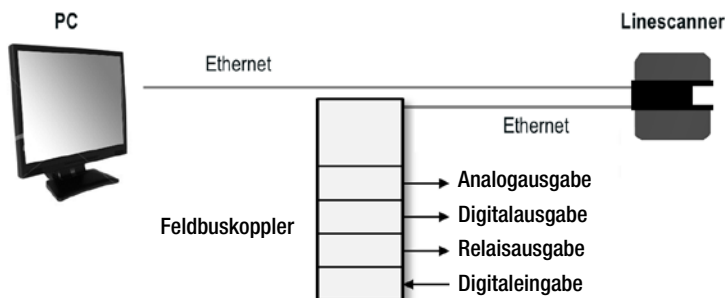 PC
Linescanner
Ethernet
Ethernet
Analogausgabe
Digitalausgabe
Feldbuskoppler
Relaisausgabe
Digitaleingabe